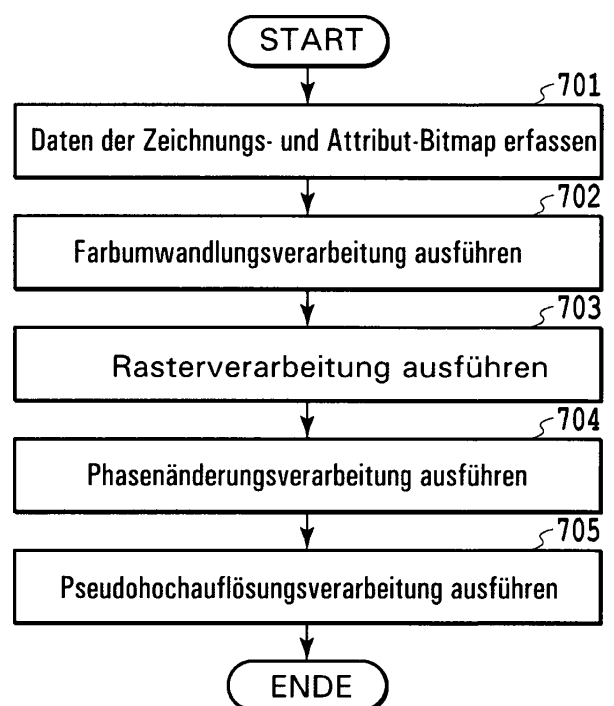 START
701
Daten der Zeichnungs- und Attribut-Bitmap erfassen
702
Farbumwandlungsverarbeitung ausführen
703
Rasterverarbeitung ausführen
704
Phasenänderungsverarbeitung ausführen
705
Pseudohochauflösungsverarbeitung ausführen
ENDE